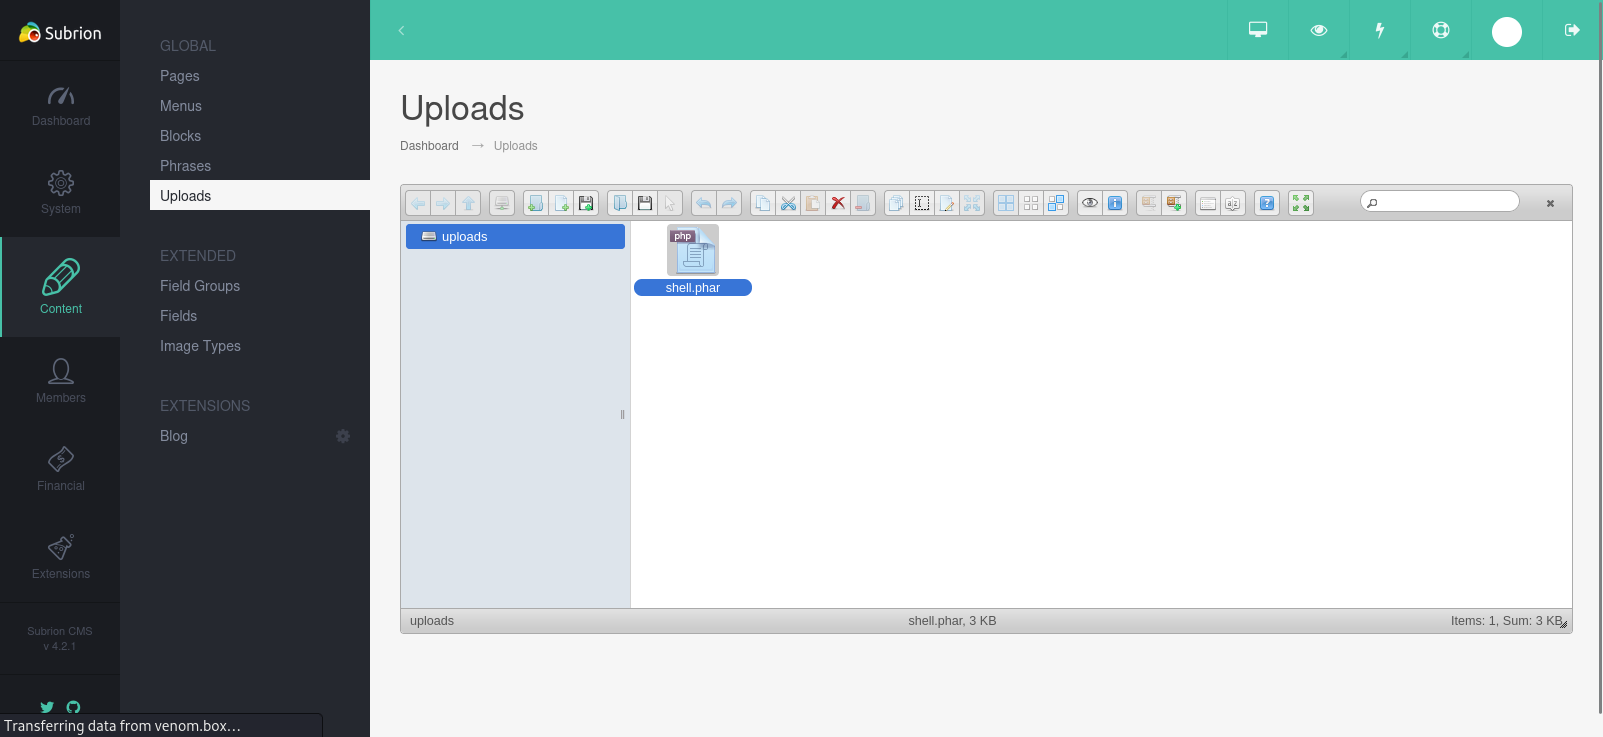 Subrion
Dashboard
System
Content
Members
Financial
Extensions
Subrion CMS
v 4.2.1
GLOBAL
Pages
Menus
Blocks
Phrases
Uploads
EXTENDED
Field Groups
Fields
Image Types
EXTENSIONS
Blog
Uploads
Dashboard → Uploads
uploads
php
shell.phar
uploads
shell.phar, 3 KB
Items: 1, Sum: 3 KB
Transferring data from venom.box…